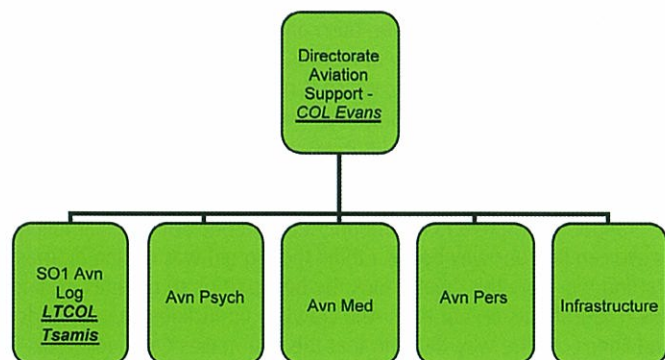 Directorate
Aviation
Support -
COL Evans
SO1 Avn
Log
LTCOL
Tsamis
Avn Psych
Avn Med
Avn Pers
Infrastructure